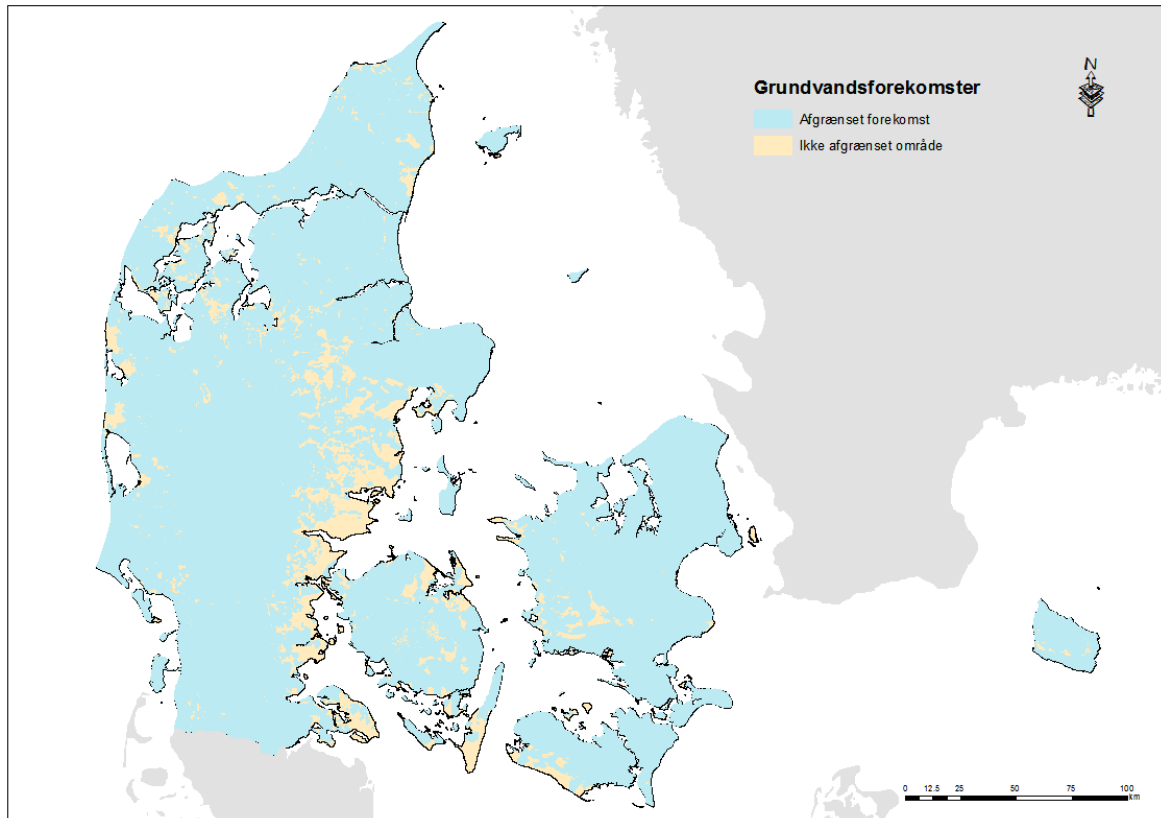 N
Grundvandsforekomster
Afgrænset forekomst
Ikke afgrænset område
0 12.5 25 50 75 100
km